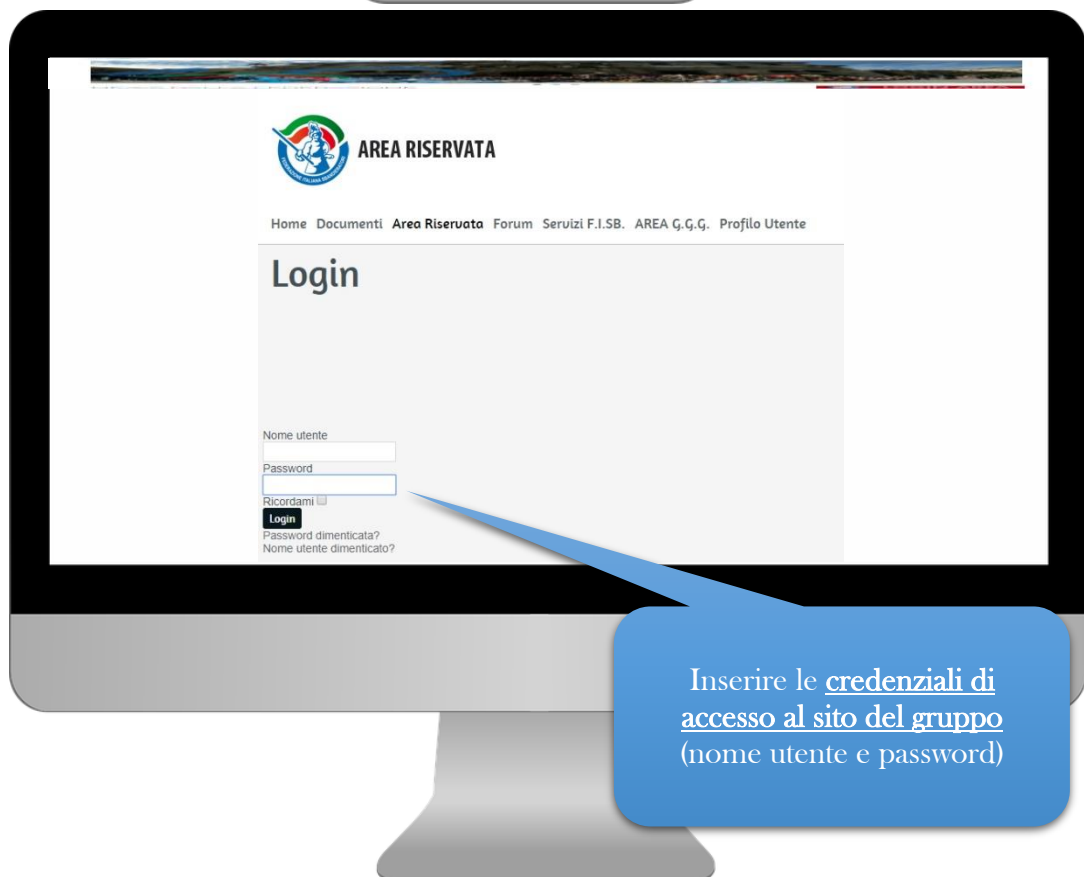 AREA RISERVATA
Home Documenti Area Riservata Forum Servizi F.I.SB. AREA G.G.G. Profilo Utente
Login
Nome utente
Password
Ricordami
Login
Password dimenticata?
Nome utente dimenticato?
Inserire le credenziali di
accesso al sito del gruppo
(nome utente e password)